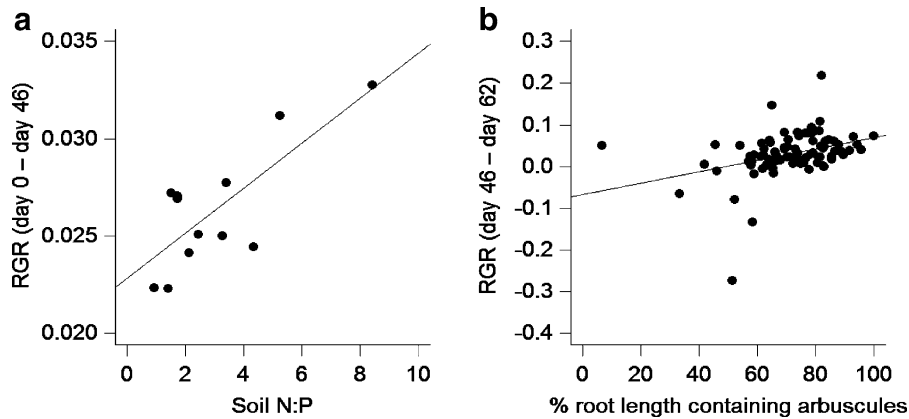 a
0.035
0.030
0.025
0.020
RGR (day 0 – day 46)
0 2 4 6 8 10
Soil N:P
b
0.3
0.2
0.1
0.0
-0.1
-0.2
-0.3
-0.4
RGR (day 46 – day 62)
0 20 40 60 80 100
% root length containing arbuscules